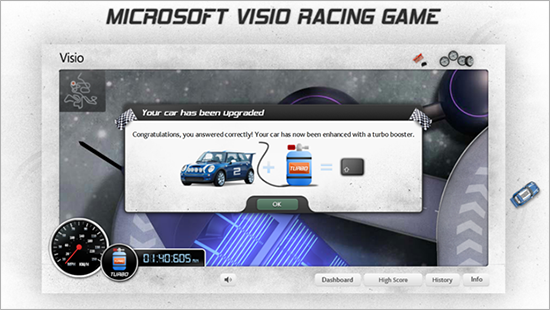 MICROSOFT VISIO RACING GAME
Visio
Your car has been upgraded
Congratulations, you answered correctly! Your car has now been enhanced with a turbo booster.
2
+
TURBO
=
OK
TURBO
01:40:605
Dashboard
High Score
History
Info